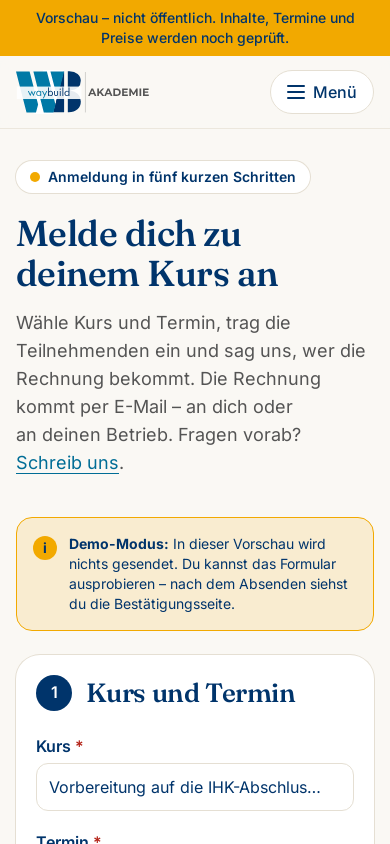 Vorschau – nicht öffentlich. Inhalte, Termine und
Preise werden noch geprüft.
waybuild
AKADEMIE
Menü
Anmeldung in fünf kurzen Schritten
Melde dich zu
deinem Kurs an
Wähle Kurs und Termin, trag die
Teilnehmenden ein und sag uns, wer die
Rechnung bekommt. Die Rechnung
kommt per E-Mail – an dich oder
an deinen Betrieb. Fragen vorab?
Schreib uns.
i
Demo-Modus: In dieser Vorschau wird
nichts gesendet. Du kannst das Formular
ausprobieren – nach dem Absenden siehst
du die Bestätigungsseite.
1
Kurs und Termin
Kurs *
Vorbereitung auf die IHK-Abschlus...
Termin *